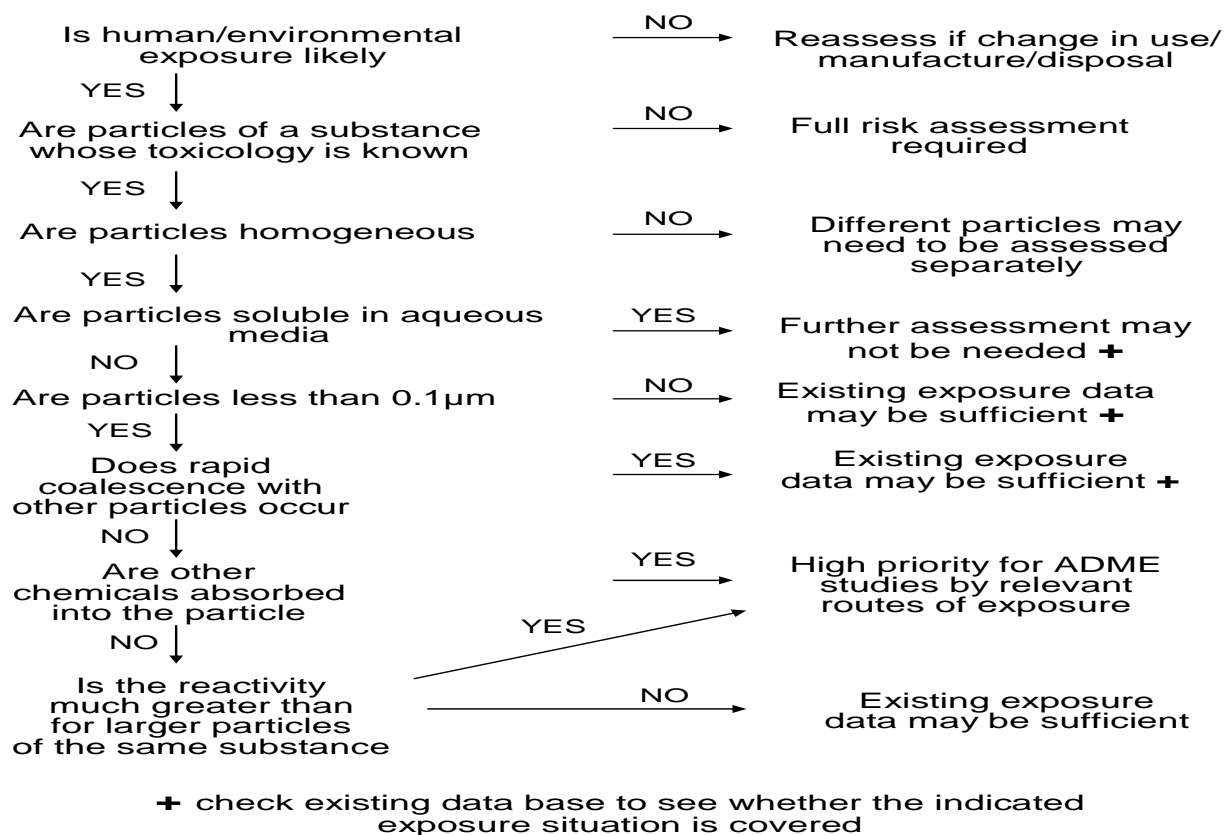 Is human/environmental
exposure likely
NO
Reassess if change in use/
manufacture/disposal
YES
Are particles of a substance
whose toxicology is known
NO
Full risk assessment
required
YES
Are particles homogeneous
NO
Different particles may
need to be assessed
separately
YES
Are particles soluble in aqueous
media
YES
Further assessment may
not be needed +
NO
Are particles less than 0.1µm
NO
Existing exposure data
may be sufficient +
YES
Does rapid
coalescence with
other particles occur
YES
Existing exposure
data may be sufficient +
NO
Are other
chemicals absorbed
into the particle
YES
High priority for ADME
studies by relevant
routes of exposure
NO
YES
Is the reactivity
much greater than
for larger particles
of the same substance
NO
Existing exposure
data may be sufficient
+ check existing data base to see whether the indicated
exposure situation is covered